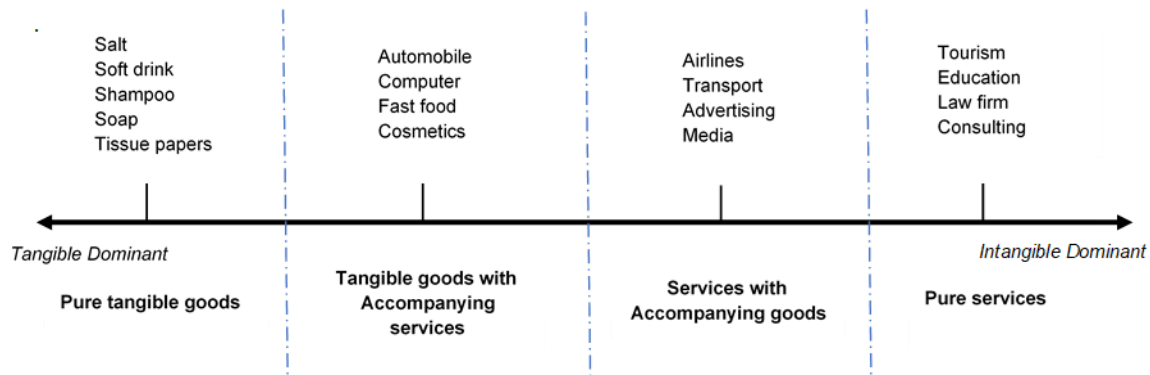 Salt
Soft drink
Shampoo
Soap
Tissue papers
Automobile
Computer
Fast food
Cosmetics
Airlines
Transport
Advertising
Media
Tourism
Education
Law firm
Consulting
Tangible Dominant
Intangible Dominant
Pure tangible goods
Tangible goods with
Accompanying
services
Services with
Accompanying goods
Pure services